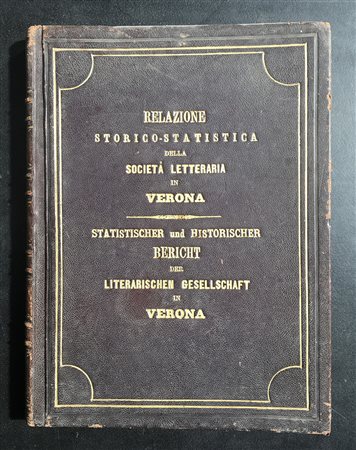 RELAZIONE
STORICO-STATISTICA
DELLA
SOCIETÀ LETTERARIA
IN
VERONA
STATISTISCHER und HISTORISCHER
BERICHT
DER
LITERARISCHEN GESELLSCHAFT
IN
VERONA